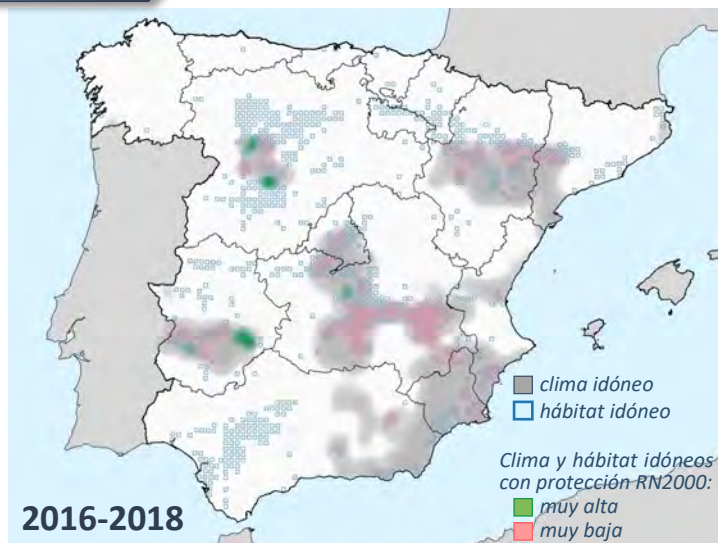 clima idóneo
hábitat idóneo
Clima y hábitat idóneos
con protección RN2000:
muy alta
muy baja
2016-2018